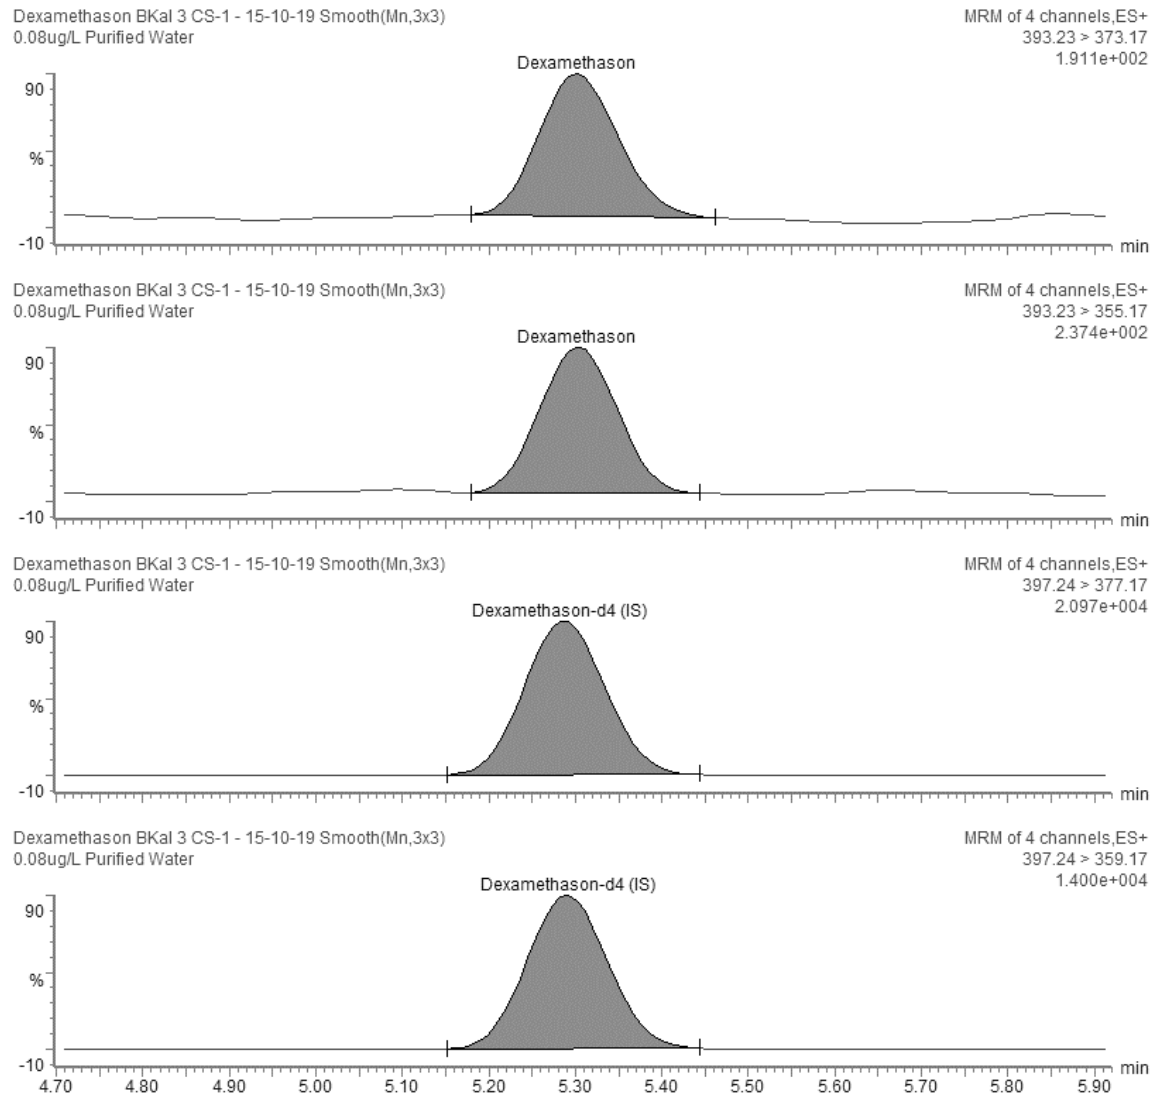 Dexamethason BKal 3 CS-1 - 15-10-19 Smooth(Mn,3x3)
MRM of 4 channels,ES+
0.08ug/L Purified Water
393.23 > 373.17
1.911e+002
Dexamethason
90
%
-10
min
Dexamethason BKal 3 CS-1 - 15-10-19 Smooth(Mn,3x3)
MRM of 4 channels,ES+
0.08ug/L Purified Water
393.23 > 355.17
2.374e+002
Dexamethason
90
%
-10
min
Dexamethason BKal 3 CS-1 - 15-10-19 Smooth(Mn,3x3)
MRM of 4 channels,ES+
0.08ug/L Purified Water
397.24 > 377.17
2.097e+004
Dexamethason-d4 (IS)
90
%
-10
min
Dexamethason BKal 3 CS-1 - 15-10-19 Smooth(Mn,3x3)
MRM of 4 channels,ES+
0.08ug/L Purified Water
397.24 > 359.17
1.400e+004
Dexamethason-d4 (IS)
90
%
-10
min
4.70 4.80 4.90 5.00 5.10 5.20 5.30 5.40 5.50 5.60 5.70 5.80 5.90